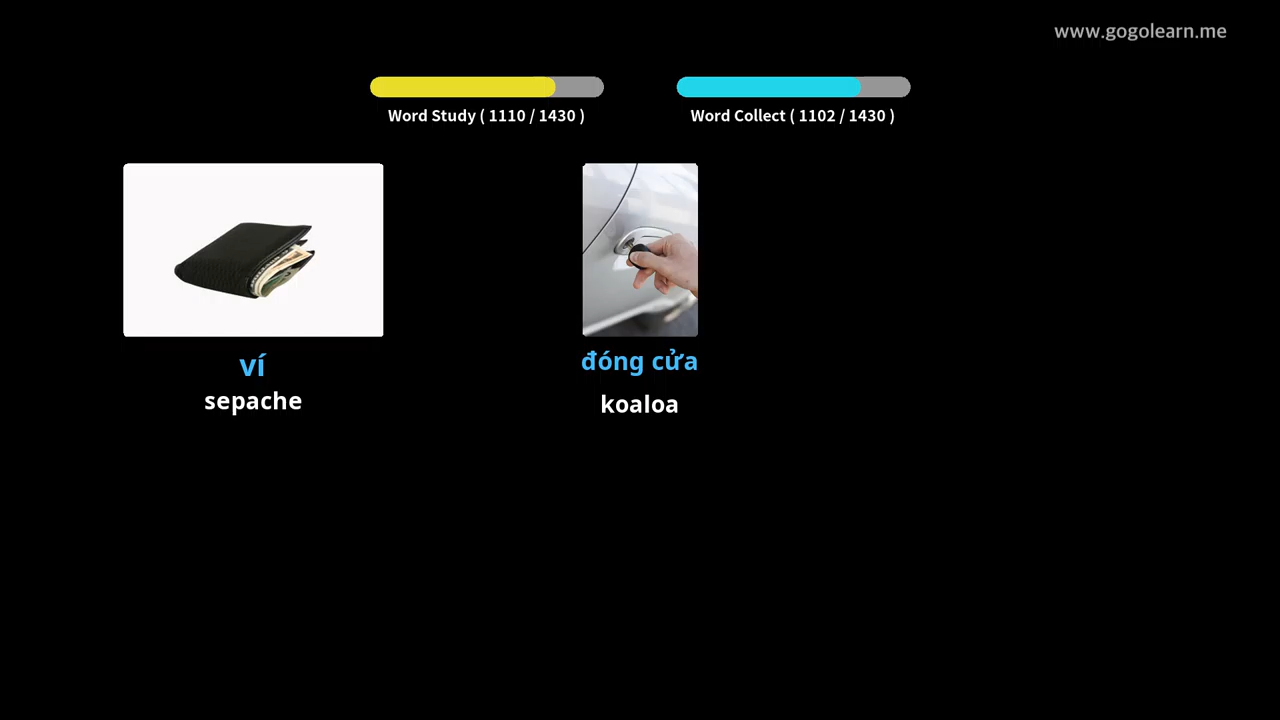 www.gogolearn.me
Word Study ( 1110 / 1430 )
Word Collect ( 1102 / 1430 )
ví
sepache
đóng cửa
koaloa